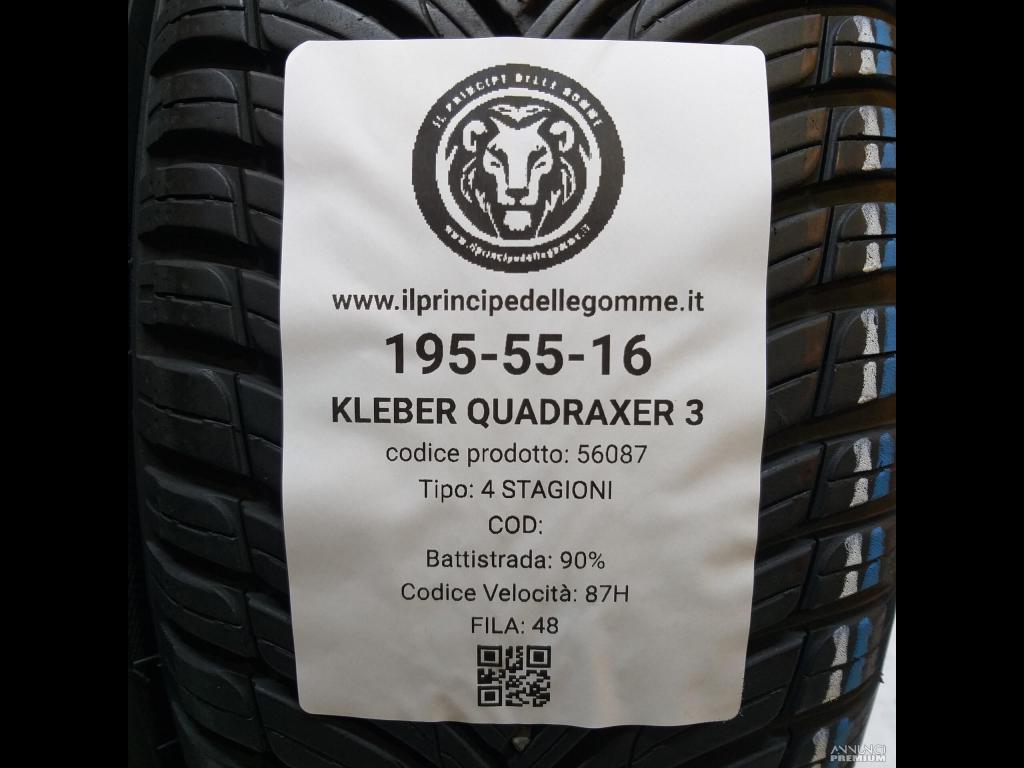 IL PRINCIPE DELLE GOMME
www.ilprincipedellegomme.it
www.ilprincipedellegomme.it
195-55-16
KLEBER QUADRAXER 3
codice prodotto: 56087
Tipo: 4 STAGIONI
COD:
Battistrada: 90%
Codice Velocità: 87H
FILA: 48
ANNUNCI
PREMIUM